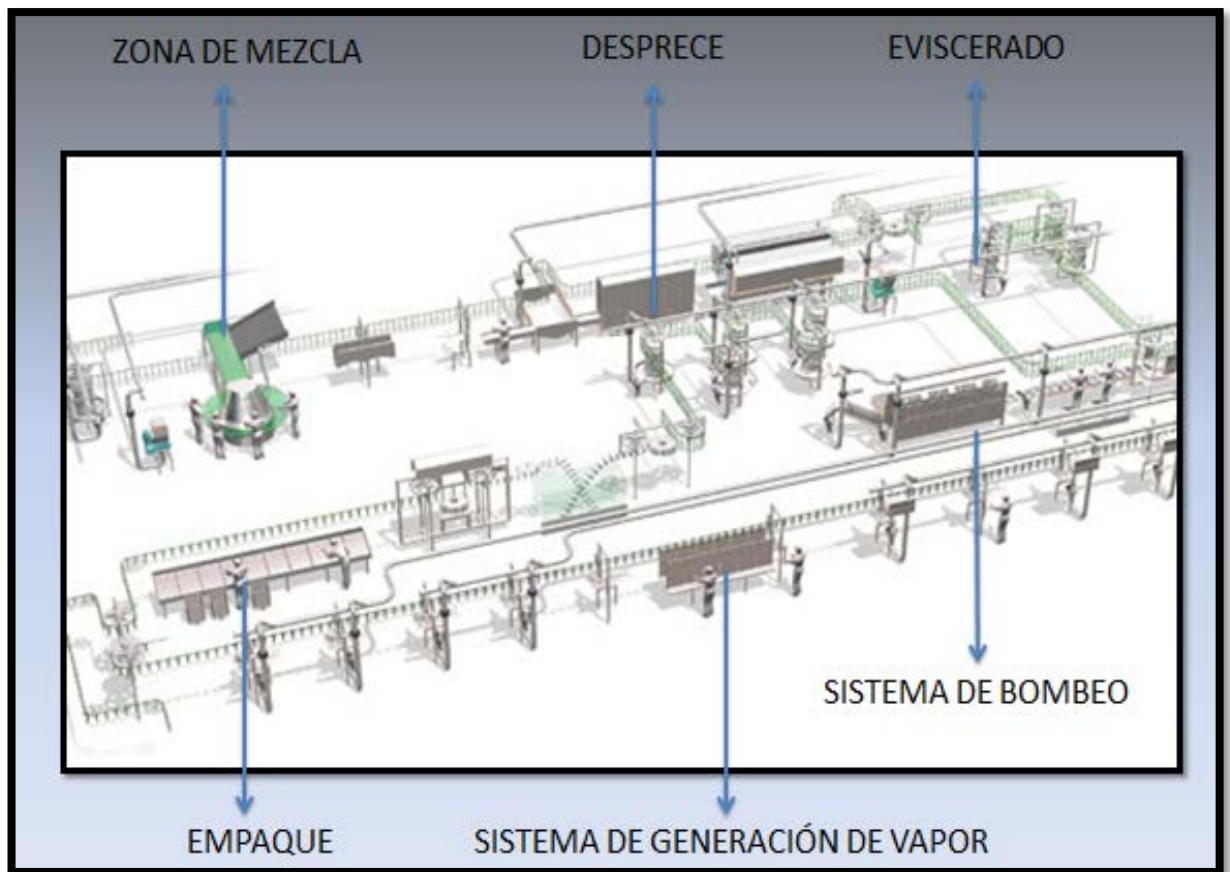 ZONA DE MEZCLA
DESPRECE
EVISCERADO
SISTEMA DE BOMBEO
EMPAQUE
SISTEMA DE GENERACIÓN DE VAPOR